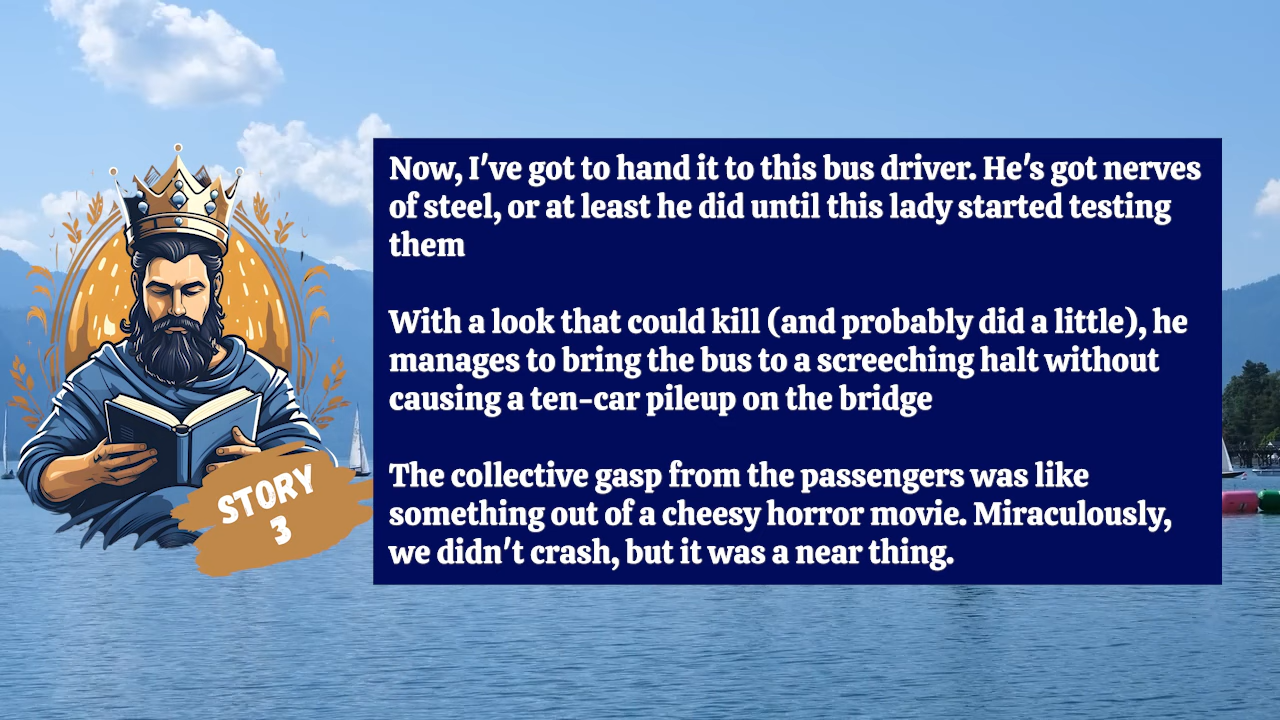 Now, I've got to hand it to this bus driver. He's got nerves
of steel, or at least he did until this lady started testing
them
With a look that could kill (and probably did a little), he
manages to bring the bus to a screeching halt without
causing a ten-car pileup on the bridge
The collective gasp from the passengers was like
something out of a cheesy horror movie. Miraculously,
we didn't crash, but it was a near thing.
STORY
3